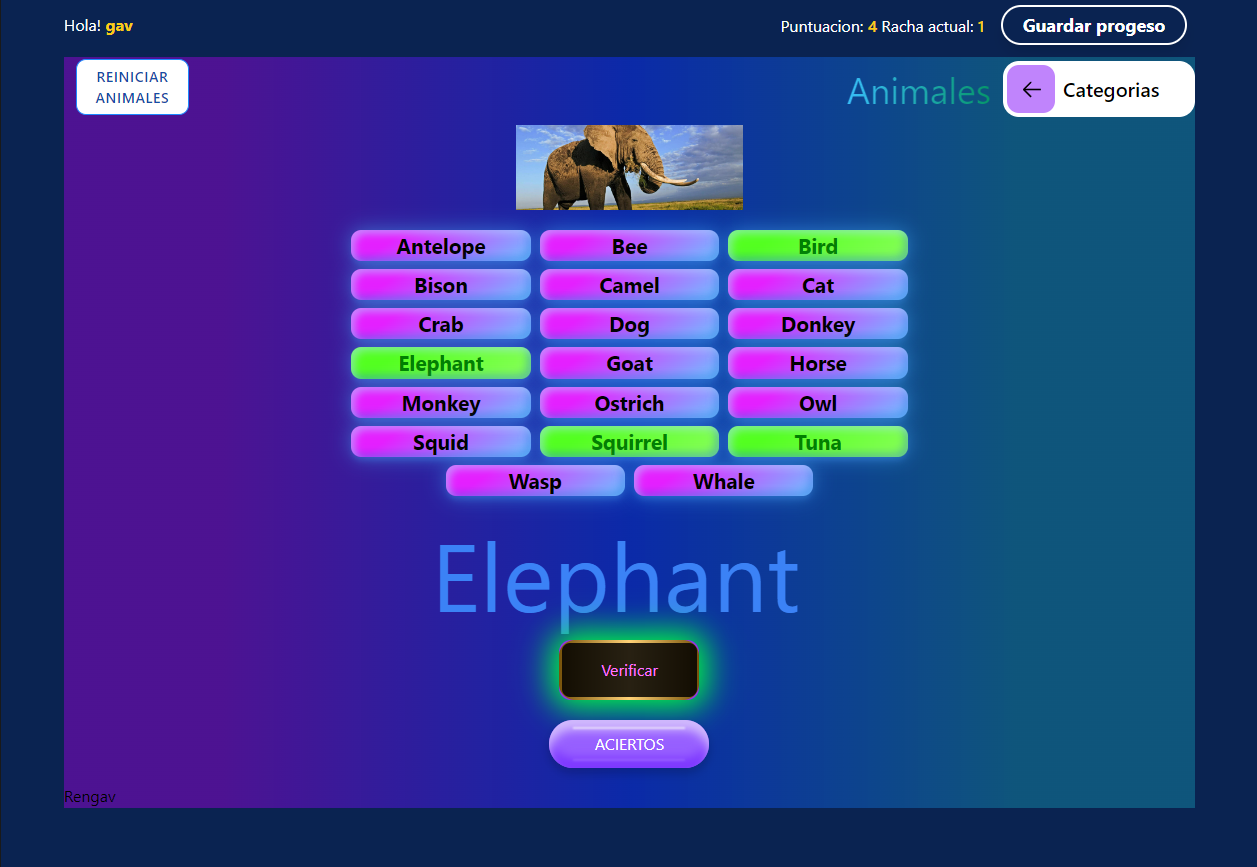 Hola! gav
Puntuacion: 4 Racha actual: 1
Guardar progeso
REINICIAR
ANIMALES
Animales
Categorias
Antelope
Bee
Bird
Bison
Camel
Cat
Crab
Dog
Donkey
Elephant
Goat
Horse
Monkey
Ostrich
Owl
Squid
Squirrel
Tuna
Wasp
Whale
Elephant
Verificar
ACIERTOS
Rengav